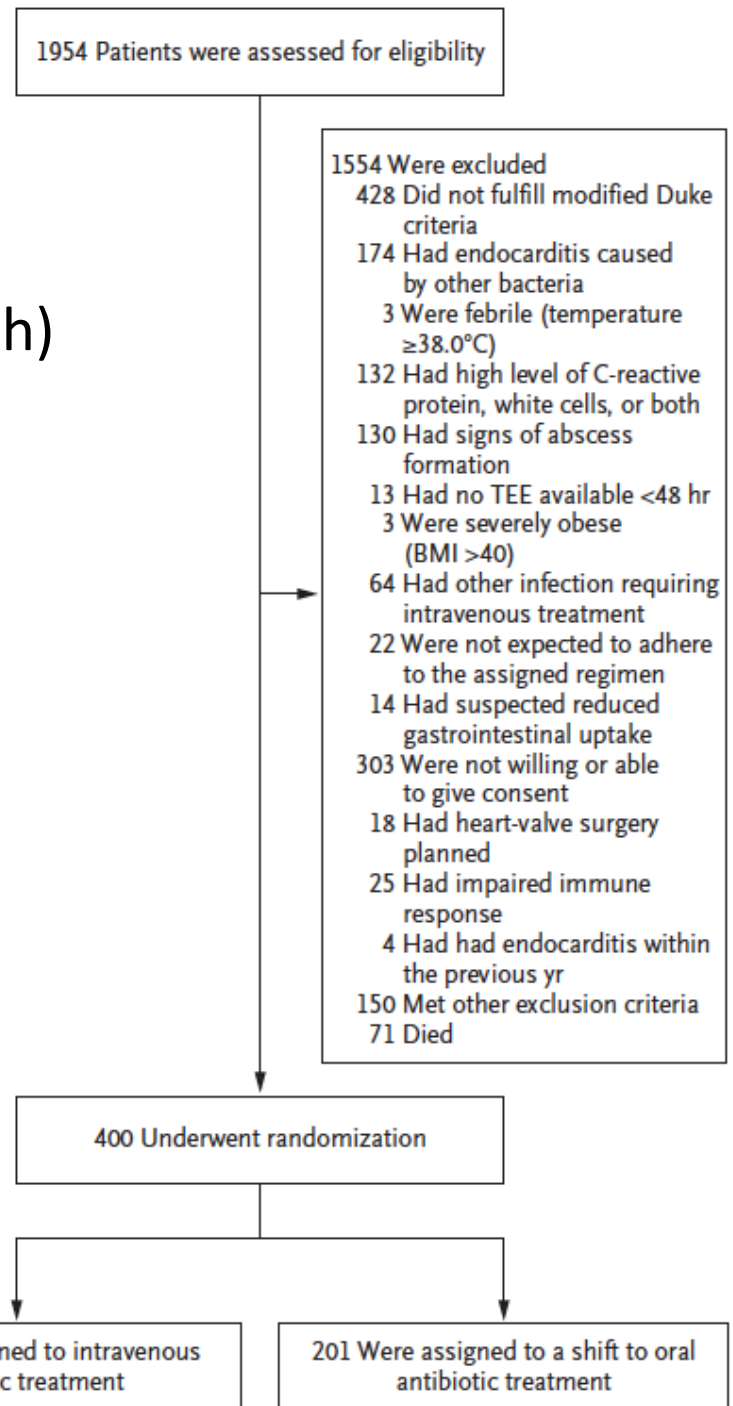 1954 Patients were assessed for eligibility
1554 Were excluded
428 Did not fulfill modified Duke
criteria
174 Had endocarditis caused
by other bacteria
3 Were febrile (temperature
≥38.0°C)
h)
132 Had high level of C-reactive
protein, white cells, or both
130 Had signs of abscess
formation
13 Had no TEE available <48 hr
3 Were severely obese
(BMI >40)
64 Had other infection requiring
intravenous treatment
22 Were not expected to adhere
to the assigned regimen
14 Had suspected reduced
gastrointestinal uptake
303 Were not willing or able
to give consent
18 Had heart-valve surgery
planned
25 Had impaired immune
response
4 Had had endocarditis within
the previous yr
150 Met other exclusion criteria
71 Died
400 Underwent randomization
ned to intravenous
c treatment
201 Were assigned to a shift to oral
antibiotic treatment